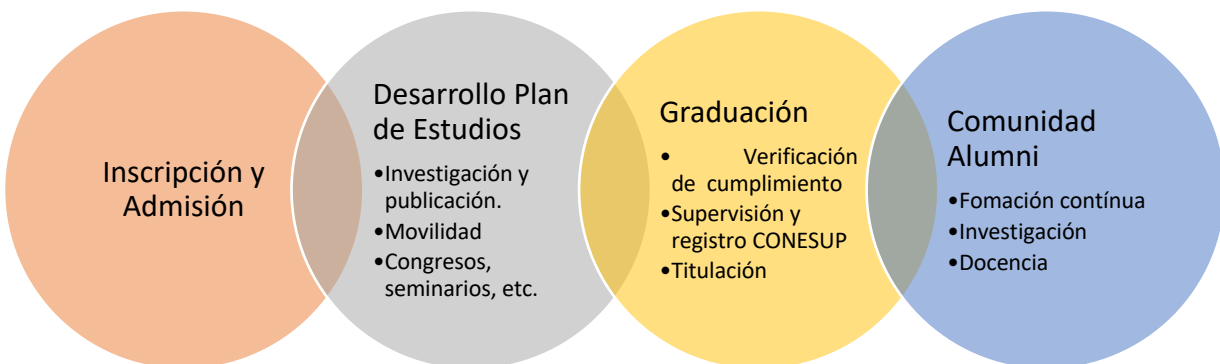 Inscripción y
Admisión
Desarrollo Plan
de Estudios
•Investigación y
publicación.
•Movilidad
•Congresos,
seminarios, etc.
Graduación
• Verificación
de cumplimiento
•Supervisión y
registro CONESUP
•Titulación
Comunidad
Alumni
•Fomación contínua
•Investigación
•Docencia